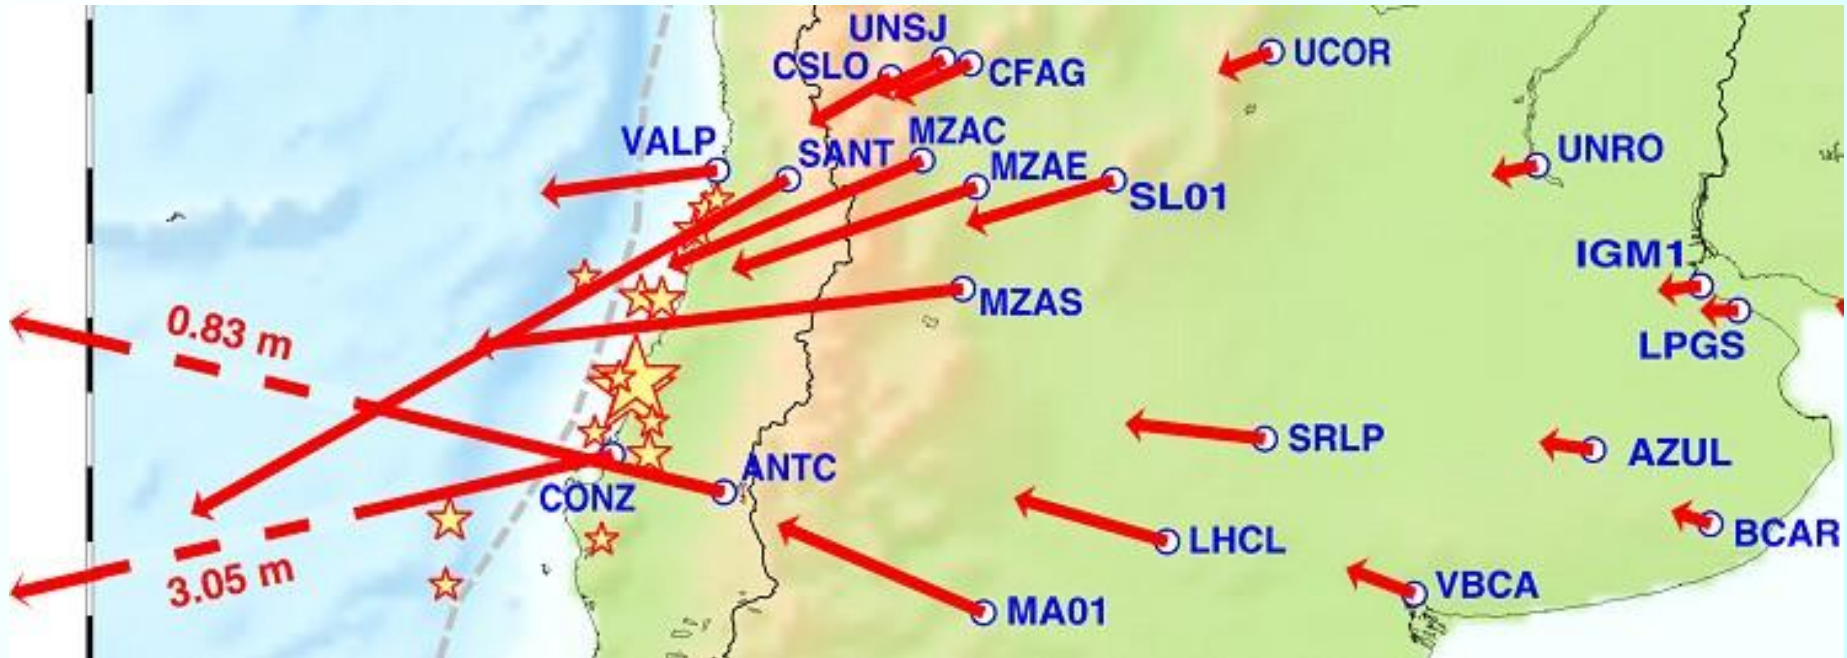 UNSJ
CSLO
CFAG
UCOR
VALP
SANT
MZAC
MZAE
SL01
UNRO
IGM1
MZAS
LPGS
0.83 m
SRLP
AZUL
ANTC
CONZ
LHCL
BCAR
3.05 m
MA01
VBCA